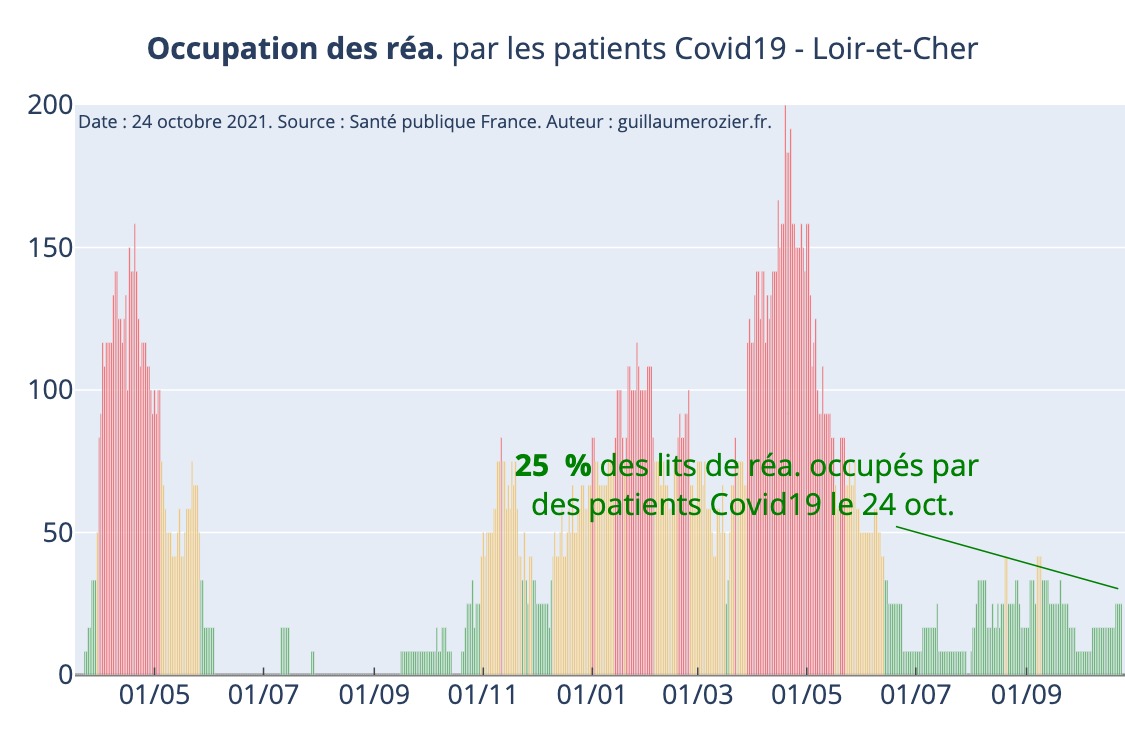 Occupation des réa. par les patients Covid19 - Loir-et-Cher
200
Date : 24 octobre 2021. Source : Santé publique France. Auteur : guillaumerozier.fr.
150
100
25 % des lits de réa. occupés par
des patients Covid19 le 24 oct.
50
0
01/05 01/07 01/09 01/11 01/01 01/03 01/05 01/07 01/09